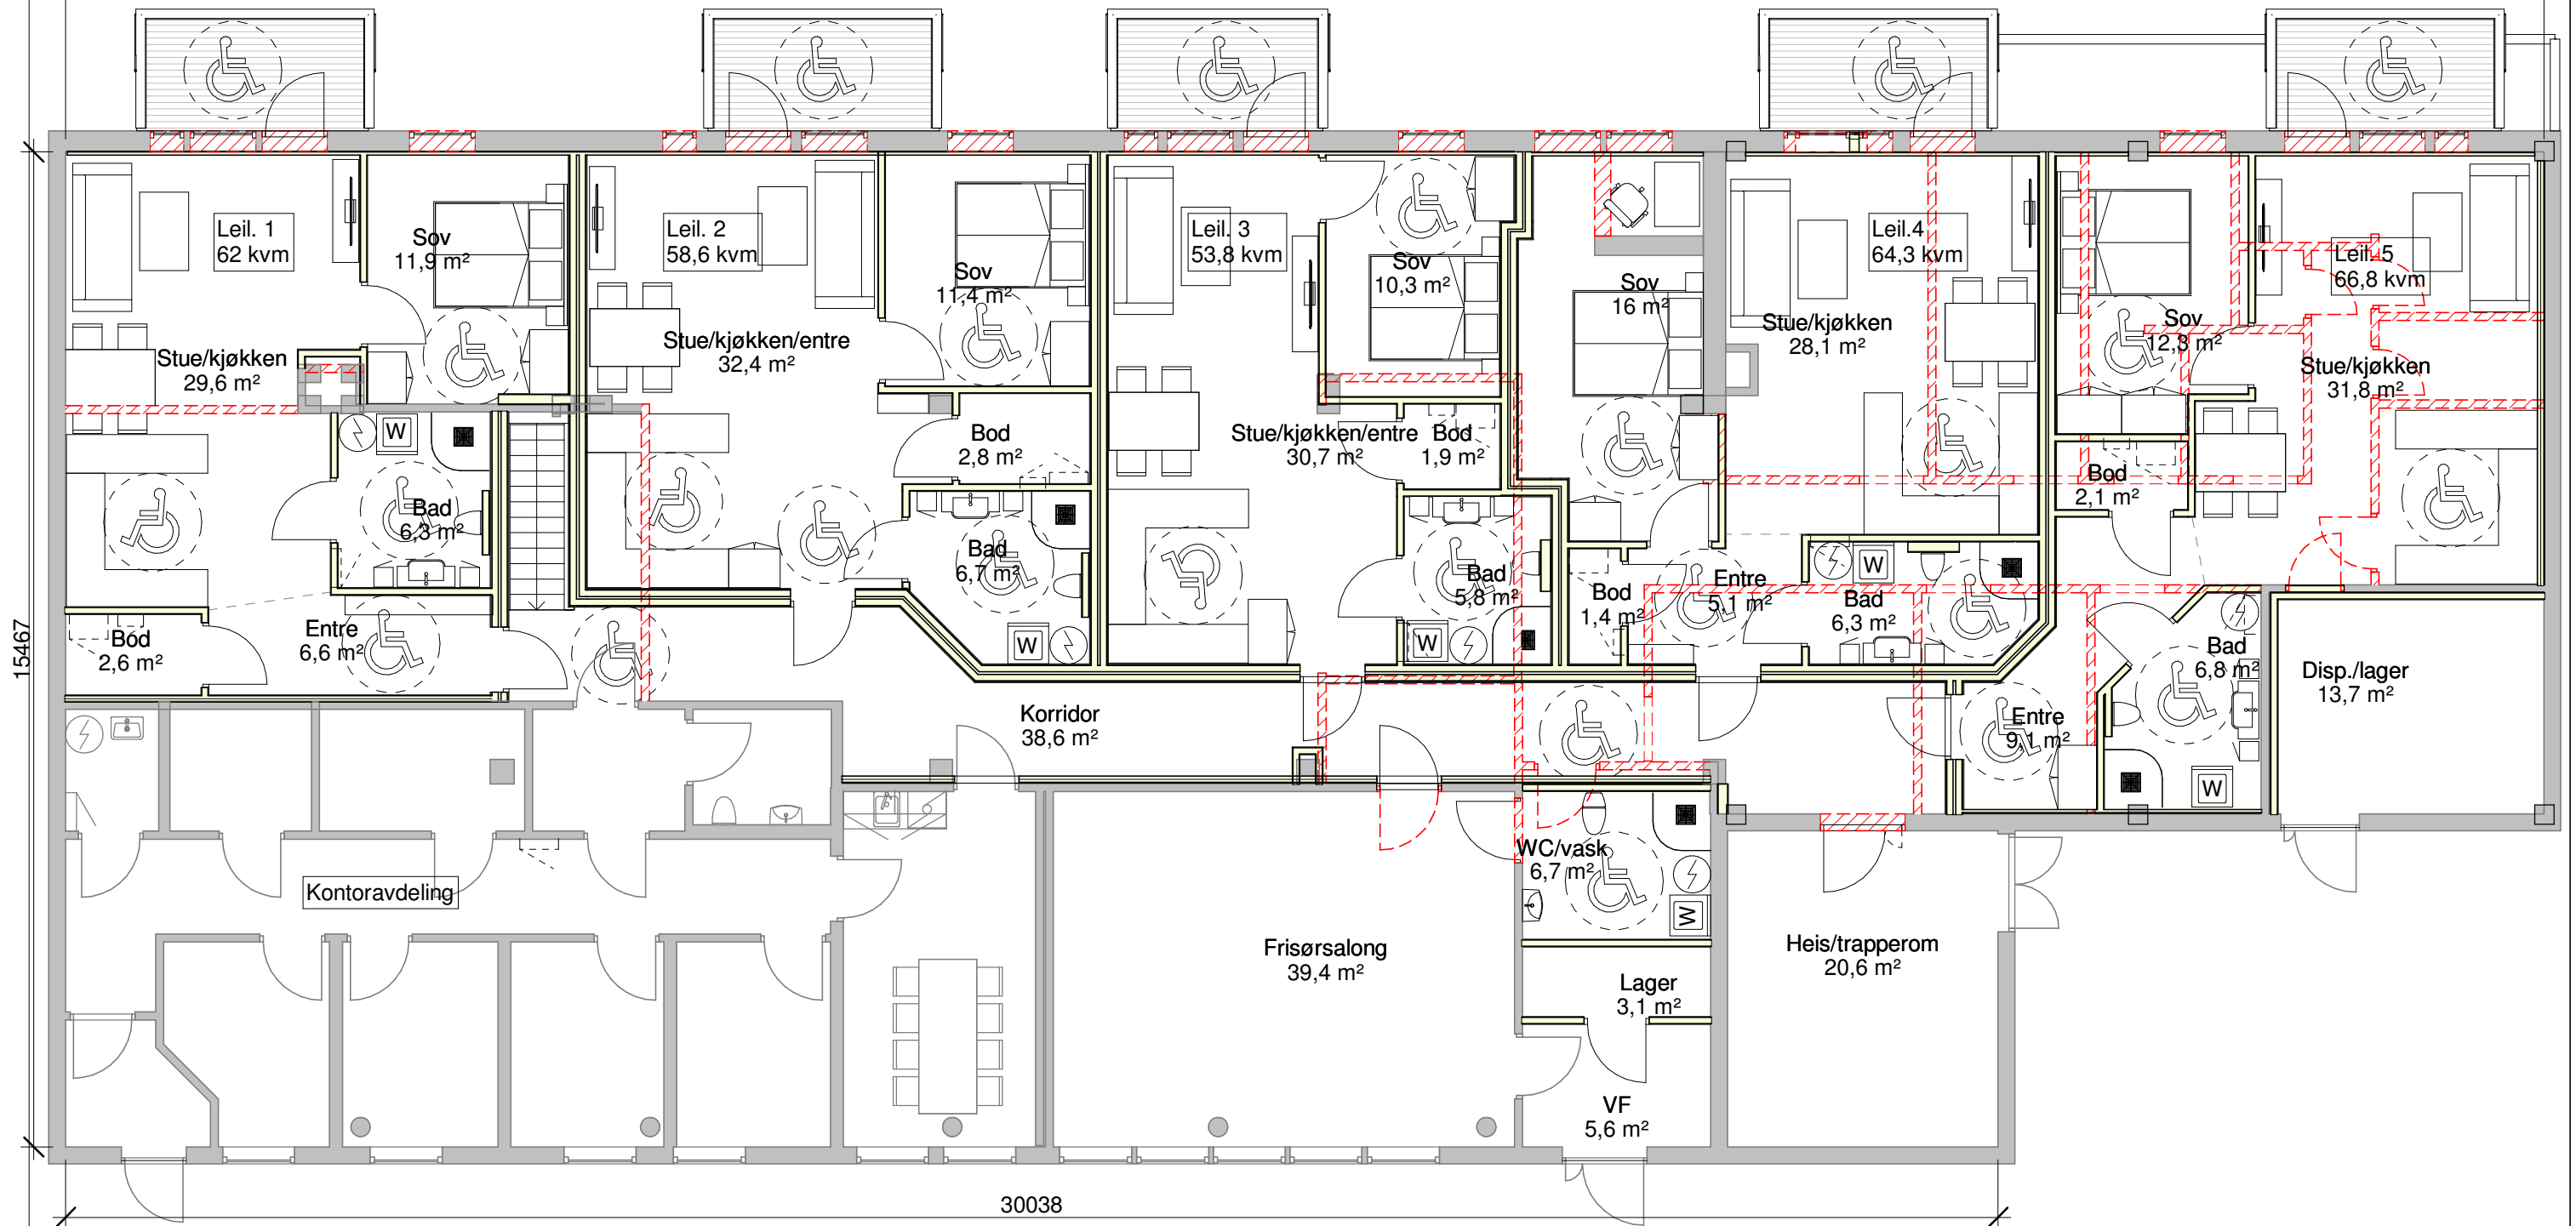 Leil. 1
62 kvm
Sov
11,9 m²
Stue/kjøkken
29,6 m²
W
Bad
6,3 m²
Entre
6,6 m²
Bod
2,6 m²
Leil. 2
58,6 kvm
Sov
11,4 m²
Stue/kjøkken/entre
32,4 m²
Bod
2,8 m²
Bad
6,7 m²
W
Leil. 3
53,8 kvm
Sov
10,3 m²
Stue/kjøkken/entre
30,7 m²
Bod
1,9 m²
Bad
5,8 m²
W
Leil.4
64,3 kvm
Sov
16 m²
Stue/kjøkken
28,1 m²
Bod
1,4 m²
Entre
5,1 m²
W
Bad
6,3 m²
Leil. 5
66,8 kvm
Sov
12,3 m²
Stue/kjøkken
31,8 m²
Bod
2,1 m²
Bad
6,8 m²
W
Entre
9,1 m²
Disp./lager
13,7 m²
Korridor
38,6 m²
Kontoravdeling
Frisørsalong
39,4 m²
WC/vask
6,7 m²
W
Lager
3,1 m²
VF
5,6 m²
Heis/trapperom
20,6 m²
15467
30038